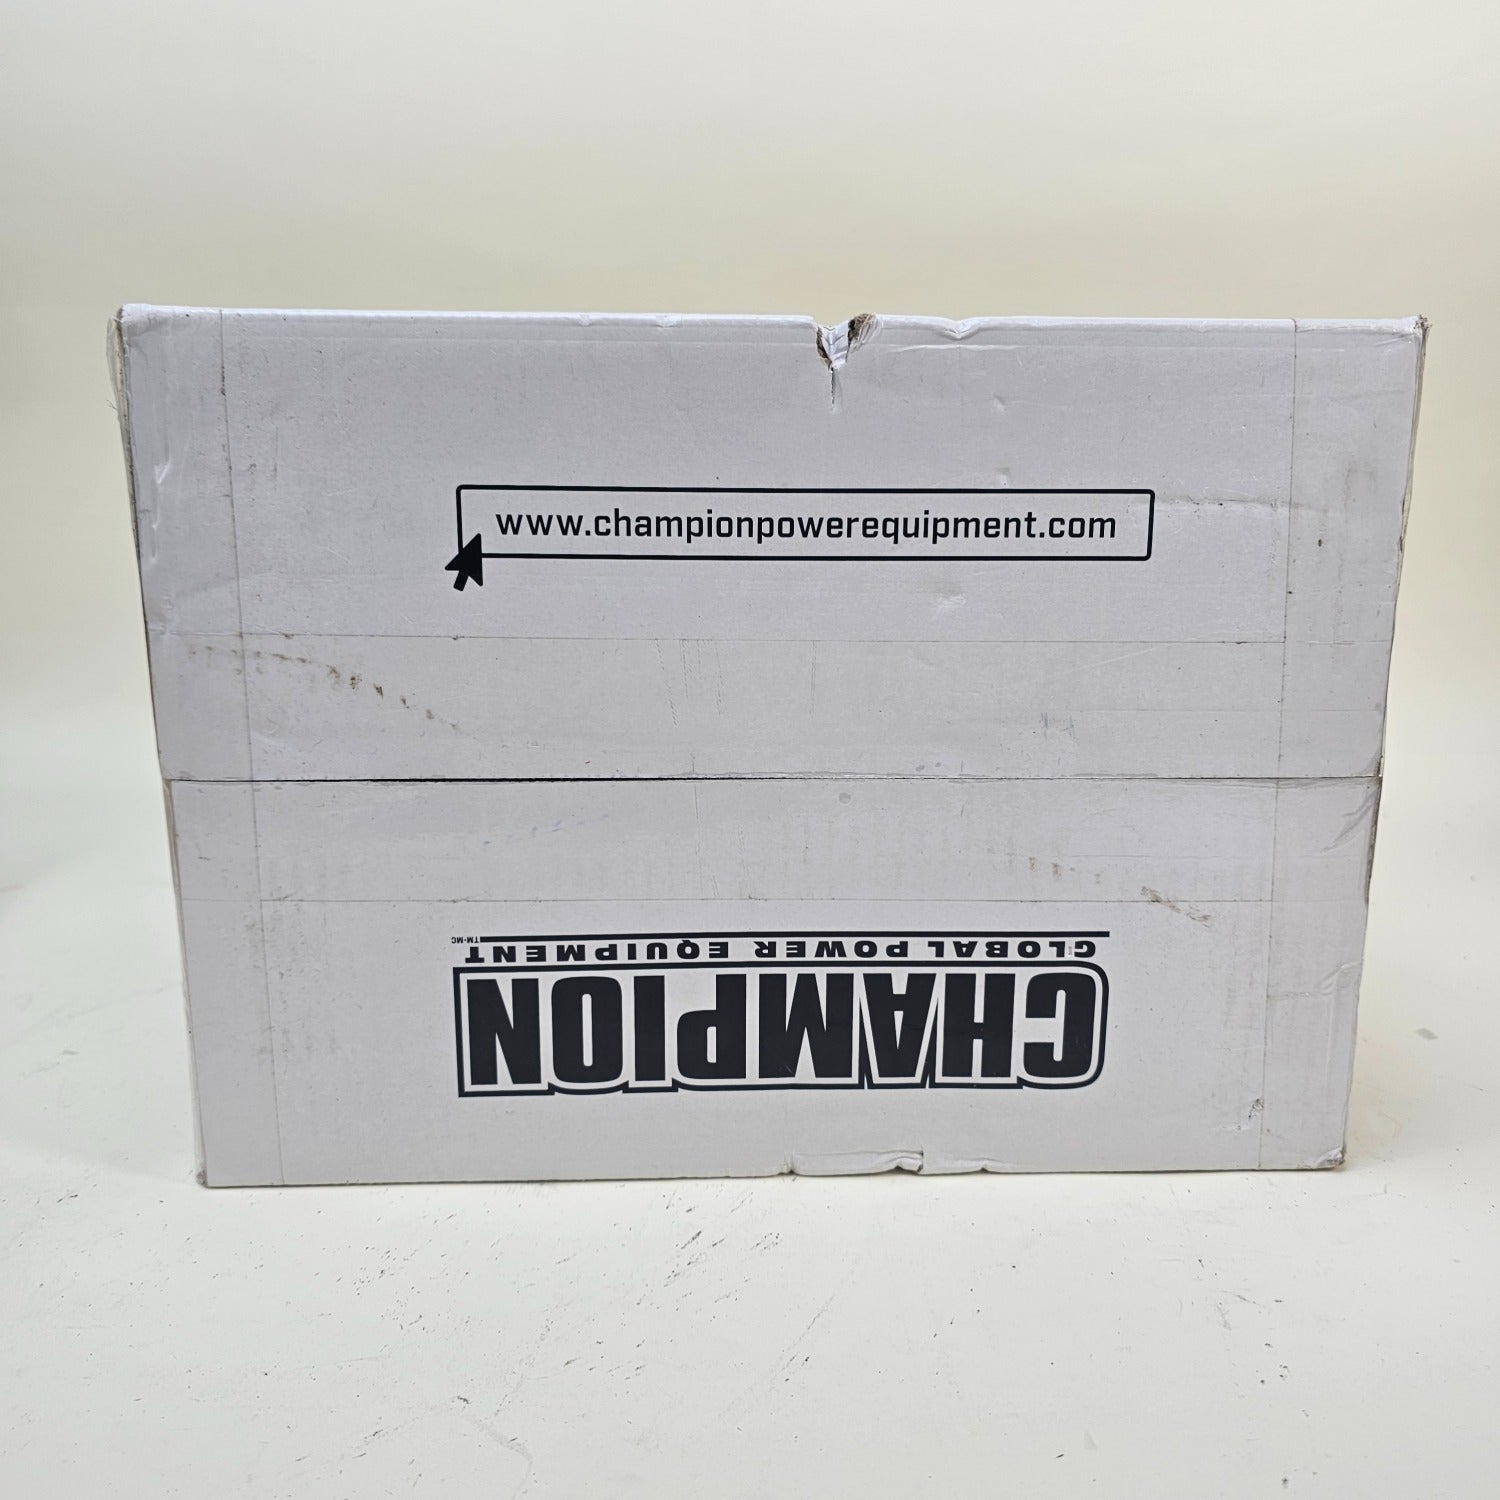 www.championpowerequipment.com
CHAMPION
GLOBAL POWER EQUIPMENT TM·MC